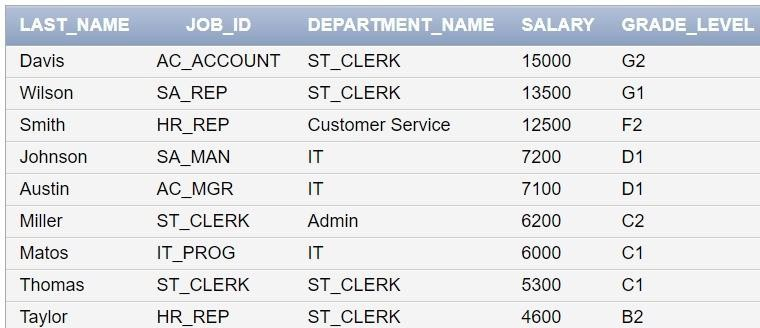 LAST_NAME JOB_ID DEPARTMENT_NAME SALARY GRADE_LEVEL
Davis AC_ACCOUNT ST_CLERK 15000 G2
Wilson SA_REP ST_CLERK 13500 G1
Smith HR_REP Customer Service 12500 F2
Johnson SA_MAN IT 7200 D1
Austin AC_MGR IT 7100 D1
Miller ST_CLERK Admin 6200 C2
Matos IT_PROG IT 6000 C1
Thomas ST_CLERK ST_CLERK 5300 C1
Taylor HR_REP ST_CLERK 4600 B2